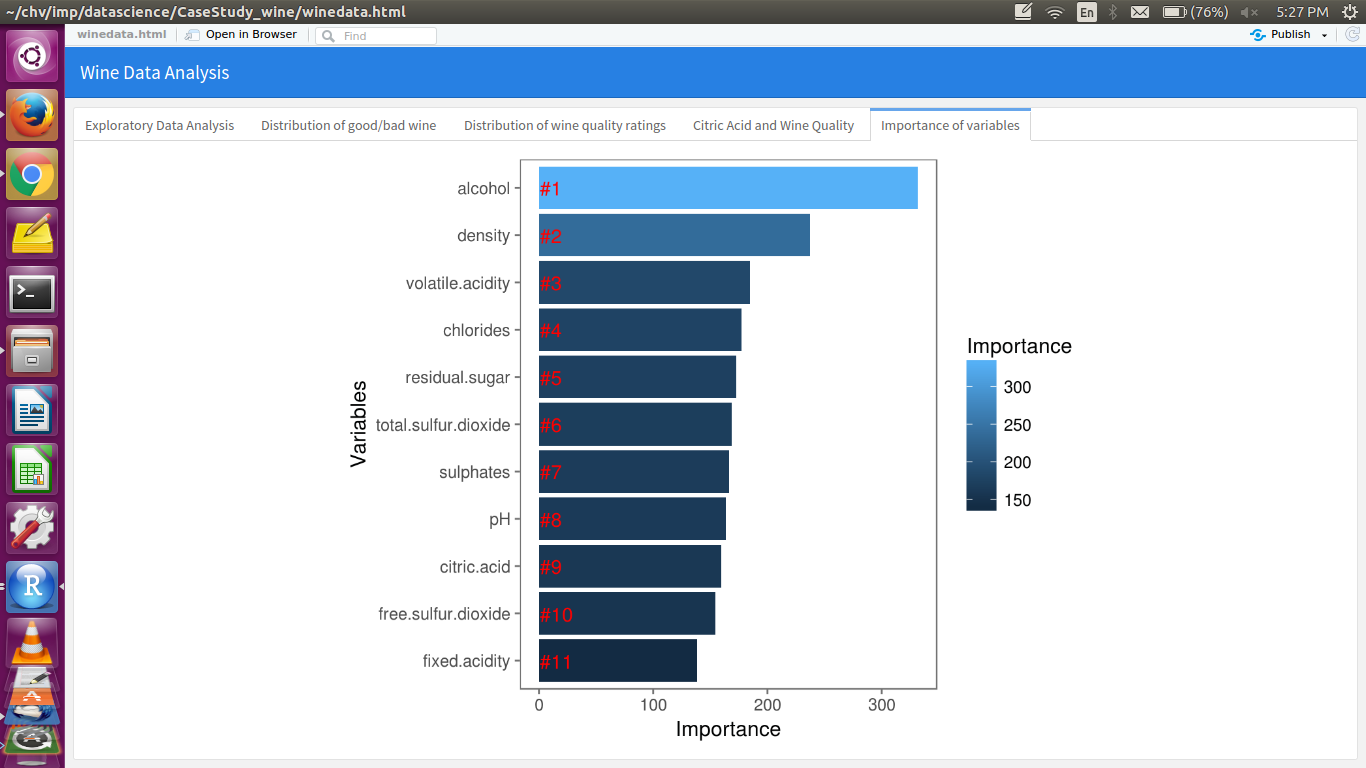 ~/chv/imp/datascience/CaseStudy_wine/winedata.html En (76%) 5:27 PM
winedata.html Open in Browser Find Publish
Wine Data Analysis
Exploratory Data Analysis Distribution of good/bad wine Distribution of wine quality ratings Citric Acid and Wine Quality Importance of variables
alcohol #1
density #2
volatile.acidity #3
chlorides #4
residual.sugar #5
total.sulfur.dioxide #6
sulphates #7
pH #8
citric.acid #9
free.sulfur.dioxide #10
fixed.acidity #11
Variables
0 100 200 300
Importance
Importance
300
250
200
150
R